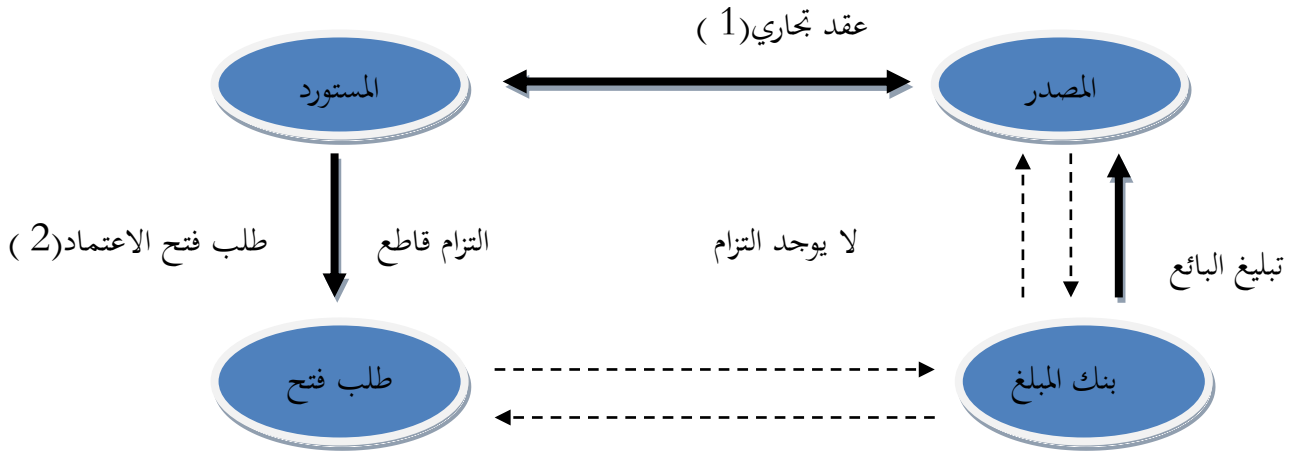 عقد تجاري(1 )
المصدر
المستورد
طلب فتح الاعتماد(2 )
التزام قاطع
لا يوجد التزام
تبليغ البائع
بنك المبلغ
طلب فتح